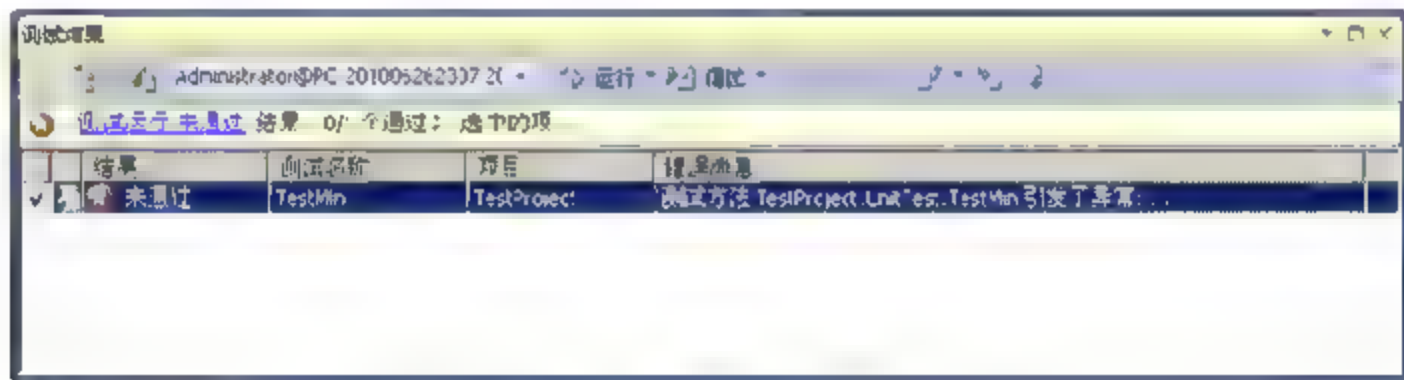 测试结果
Administrator@PC-201005262307 2( 运行 调试
测试运行 未通过 结果 0/ 个通过; 选中的项
结果 测试名称 项目 错误消息
未通过 TestMin TestProject 测试方法 TestProject.UnitTest.TestMin 引发了异常: ...